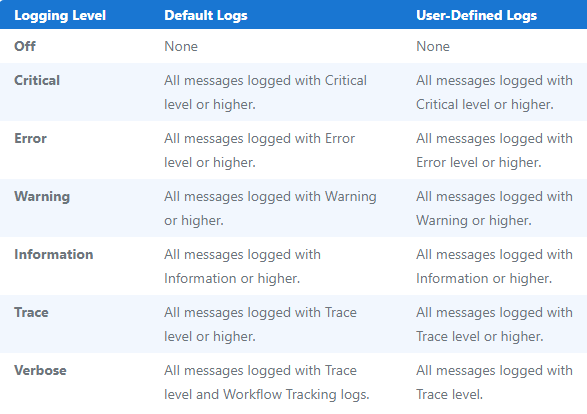 Logging Level Default Logs User-Defined Logs
Off None None
Critical All messages logged with Critical All messages logged with
level or higher. Critical level or higher.
Error All messages logged with Error All messages logged with
level or higher. Error level or higher.
Warning All messages logged with Warning All messages logged with
or higher. Warning or higher.
Information All messages logged with All messages logged with
Information or higher. Information or higher.
Trace All messages logged with Trace All messages logged with
level or higher. Trace level or higher.
Verbose All messages logged with Trace All messages logged with
level and Workflow Tracking logs. Trace level.